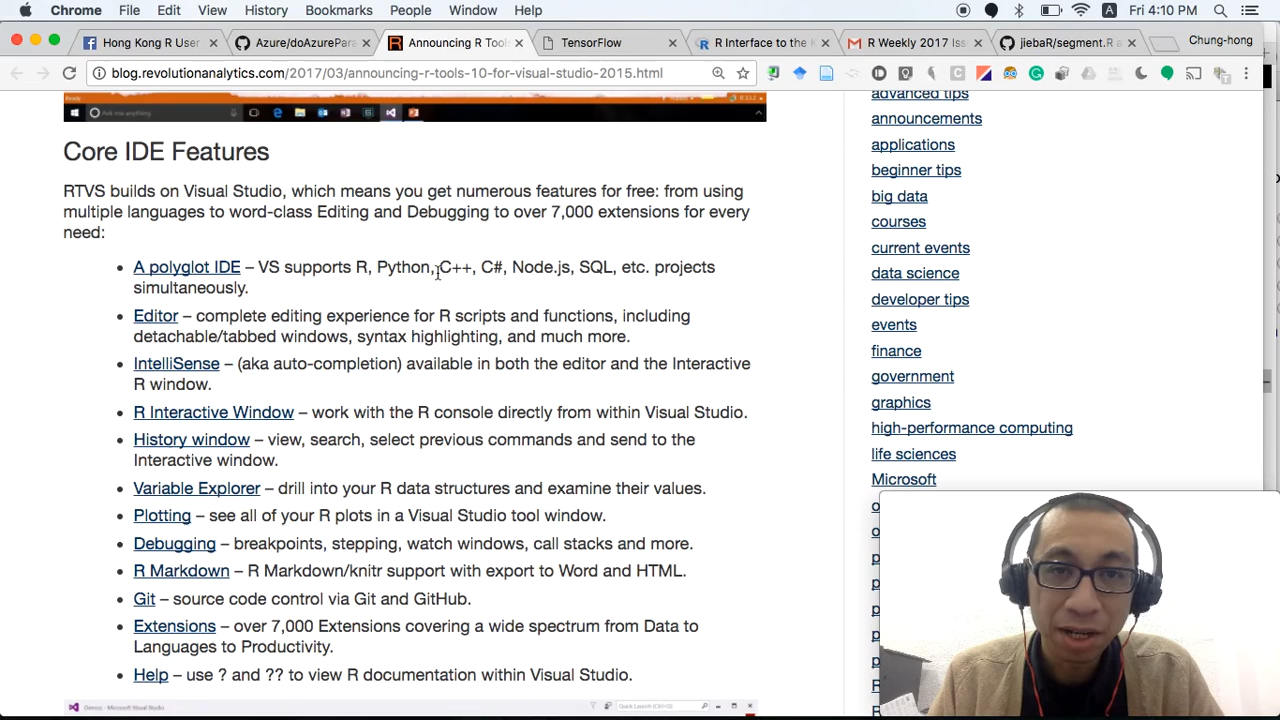 Chrome File Edit View History Bookmarks People Window Help Fri 4:10 PM
Hong Kong R User Azure/doAzurePara Announcing R Tools TensorFlow R Interface to the K R Weekly 2017 Iss jiebaR/segment.R a Chung-hong
blog.revolutionanalytics.com/2017/03/announcing-r-tools-10-for-visual-studio-2015.html
Ask me anything
Core IDE Features
RTVS builds on Visual Studio, which means you get numerous features for free: from using
multiple languages to word-class Editing and Debugging to over 7,000 extensions for every
need:
• A polyglot IDE – VS supports R, Python, C++, C#, Node.js, SQL, etc. projects
simultaneously.
• Editor – complete editing experience for R scripts and functions, including
detachable/tabbed windows, syntax highlighting, and much more.
• IntelliSense – (aka auto-completion) available in both the editor and the Interactive
R window.
• R Interactive Window – work with the R console directly from within Visual Studio.
• History window – view, search, select previous commands and send to the
Interactive window.
• Variable Explorer – drill into your R data structures and examine their values.
• Plotting – see all of your R plots in a Visual Studio tool window.
• Debugging – breakpoints, stepping, watch windows, call stacks and more.
• R Markdown – R Markdown/knitr support with export to Word and HTML.
• Git – source code control via Git and GitHub.
• Extensions – over 7,000 Extensions covering a wide spectrum from Data to
Languages to Productivity.
• Help – use ? and ?? to view R documentation within Visual Studio.
Demos - Microsoft Visual Studio Quick Launch (Ctrl+Q)
advanced tips
announcements
applications
beginner tips
big data
courses
current events
data science
developer tips
events
finance
government
graphics
high-performance computing
life sciences
Microsoft